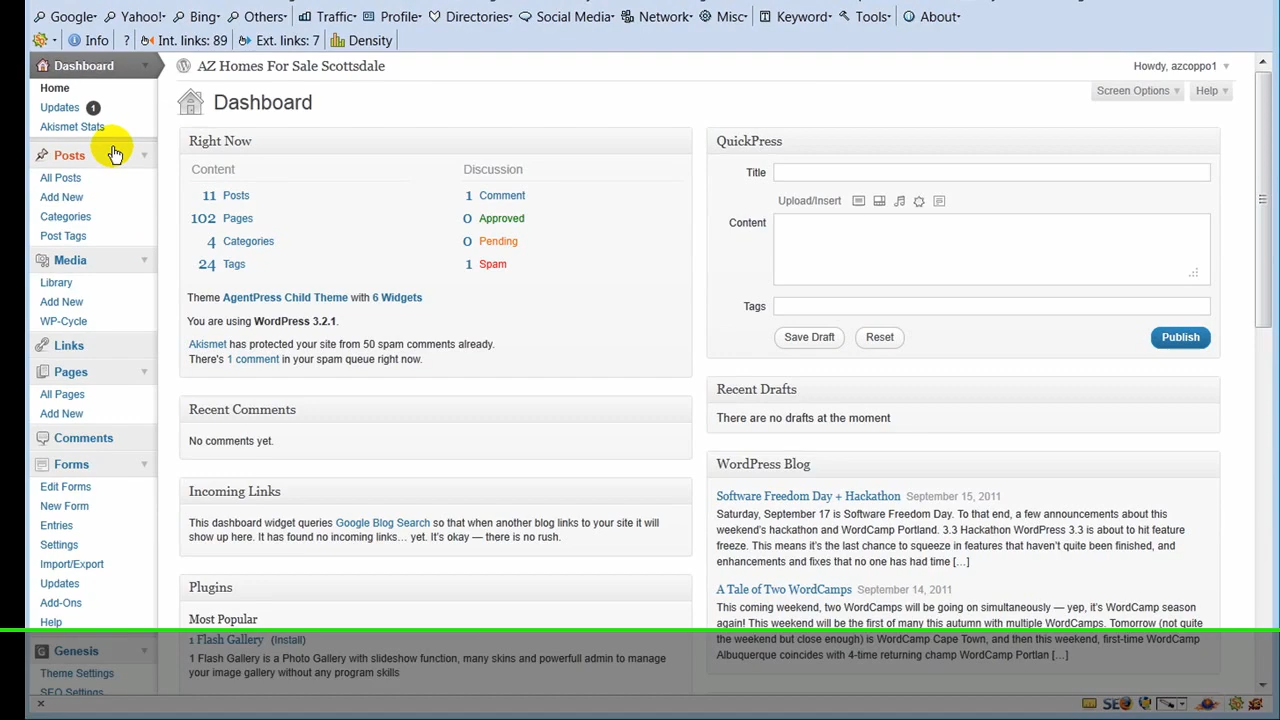 Google Yahoo! Bing Others Traffic Profile Directories Social Media Network Misc Keyword Tools About
Info ? Int. links: 89 Ext. links: 7 Density
Dashboard
Home
Updates 1
Akismet Stats
Posts
All Posts
Add New
Categories
Post Tags
Media
Library
Add New
WP-Cycle
Links
Pages
All Pages
Add New
Comments
Forms
Edit Forms
New Form
Entries
Settings
Import/Export
Updates
Add-Ons
Help
Genesis
Theme Settings
SEO Settings
AZ Homes For Sale Scottsdale
Howdy, azcoppo1
Screen Options Help
Dashboard
Right Now
Content Discussion
11 Posts 1 Comment
102 Pages 0 Approved
4 Categories 0 Pending
24 Tags 1 Spam
Theme AgentPress Child Theme with 6 Widgets
You are using WordPress 3.2.1.
Akismet has protected your site from 50 spam comments already.
There's 1 comment in your spam queue right now.
Recent Comments
No comments yet.
Incoming Links
This dashboard widget queries Google Blog Search so that when another blog links to your site it will
show up here. It has found no incoming links… yet. It's okay — there is no rush.
Plugins
Most Popular
1 Flash Gallery (Install)
1 Flash Gallery is a Photo Gallery with slideshow function, many skins and powerfull admin to manage
your image gallery without any program skills
QuickPress
Title
Upload/Insert
Content
Tags
Save Draft Reset Publish
Recent Drafts
There are no drafts at the moment
WordPress Blog
Software Freedom Day + Hackathon September 15, 2011
Saturday, September 17 is Software Freedom Day. To that end, a few announcements about this
weekend's hackathon and WordCamp Portland. 3.3 Hackathon WordPress 3.3 is about to hit feature
freeze. This means it's the last chance to squeeze in features that haven't quite been finished, and
enhancements and fixes that no one has had time […]
A Tale of Two WordCamps September 14, 2011
This coming weekend, two WordCamps will be going on simultaneously — yep, it's WordCamp season
again! This weekend will be the first of many this autumn with multiple WordCamps. Tomorrow (not quite
the weekend but close enough) is WordCamp Cape Town, and then this weekend, first-time WordCamp
Albuquerque coincides with 4-time returning champ WordCamp Portlan […]
SEO